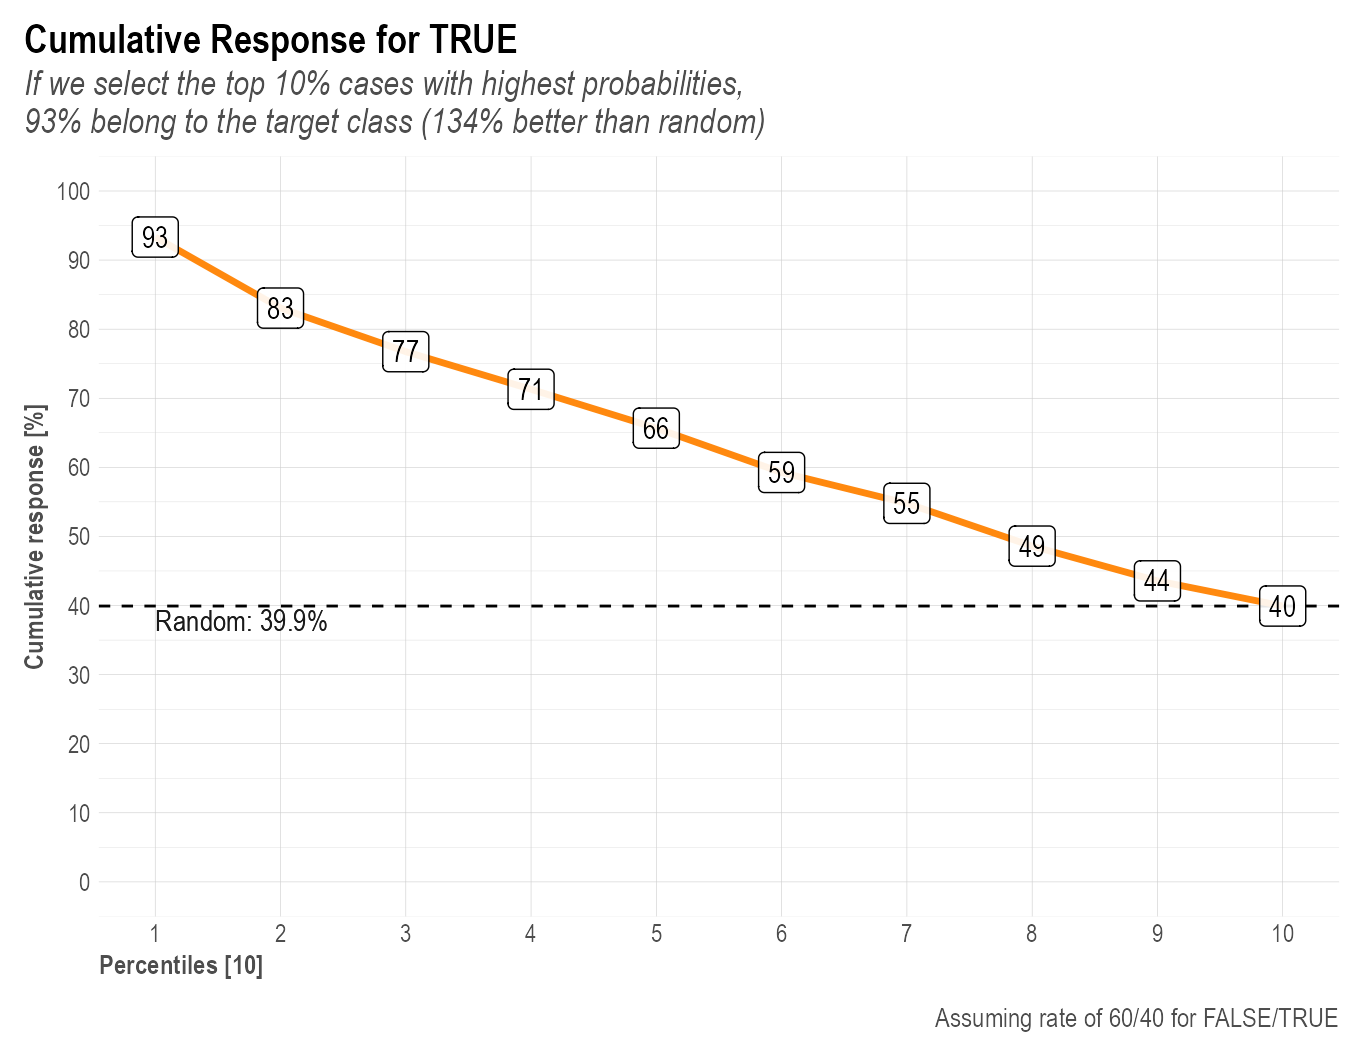 Cumulative Response for TRUE
If we select the top 10% cases with highest probabilities,
93% belong to the target class (134% better than random)
Cumulative response [%]
100
90
80
70
60
50
40
30
20
10
0
93
83
77
71
66
59
55
49
44
40
Random: 39.9%
1 2 3 4 5 6 7 8 9 10
Percentiles [10]
Assuming rate of 60/40 for FALSE/TRUE